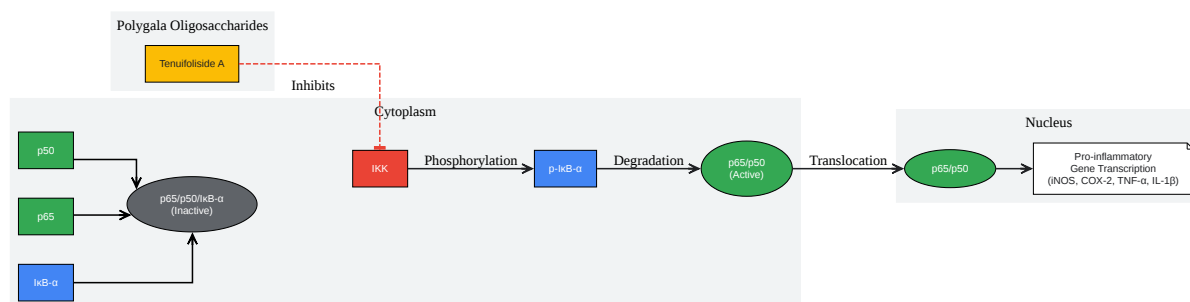 Polygala Oligosaccharides
Tenuifoliside A
Inhibits
Cytoplasm
p50
p65
IκB-α
p65/p50/IκB-α
(Inactive)
IKK
Phosphorylation
p-IκB-α
Degradation
p65/p50
(Active)
Translocation
Nucleus
p65/p50
Pro-inflammatory
Gene Transcription
(iNOS, COX-2, TNF-α, IL-1β)